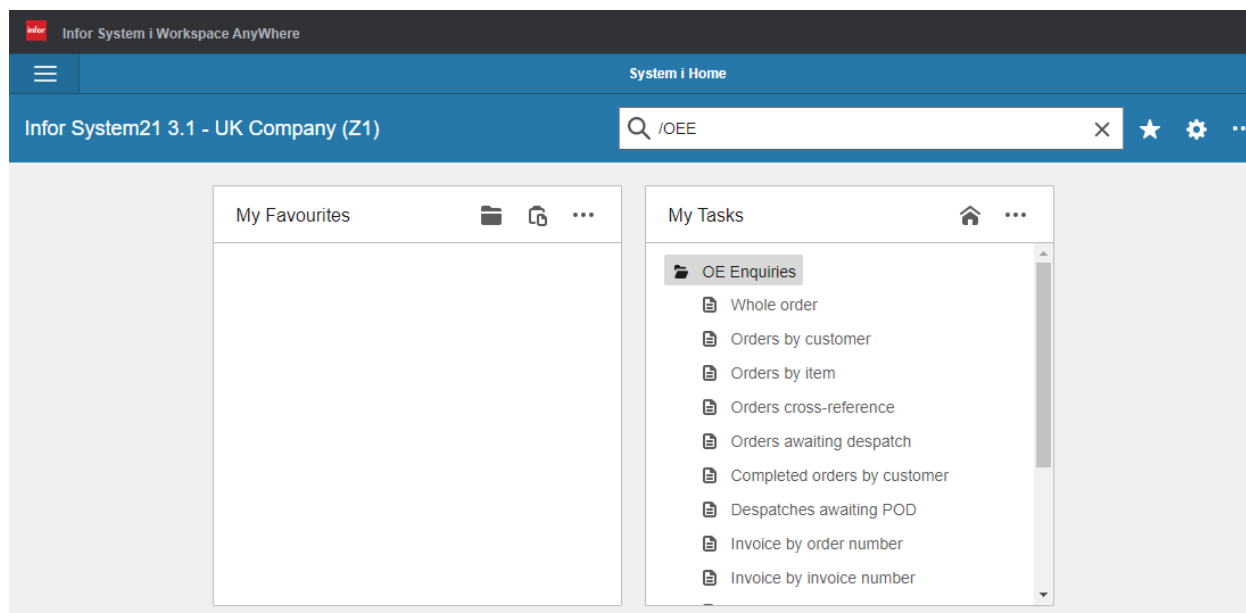 infor Infor System i Workspace AnyWhere
System i Home
Infor System21 3.1 - UK Company (Z1) /OEE
My Favourites
My Tasks
OE Enquiries
Whole order
Orders by customer
Orders by item
Orders cross-reference
Orders awaiting despatch
Completed orders by customer
Despatches awaiting POD
Invoice by order number
Invoice by invoice number